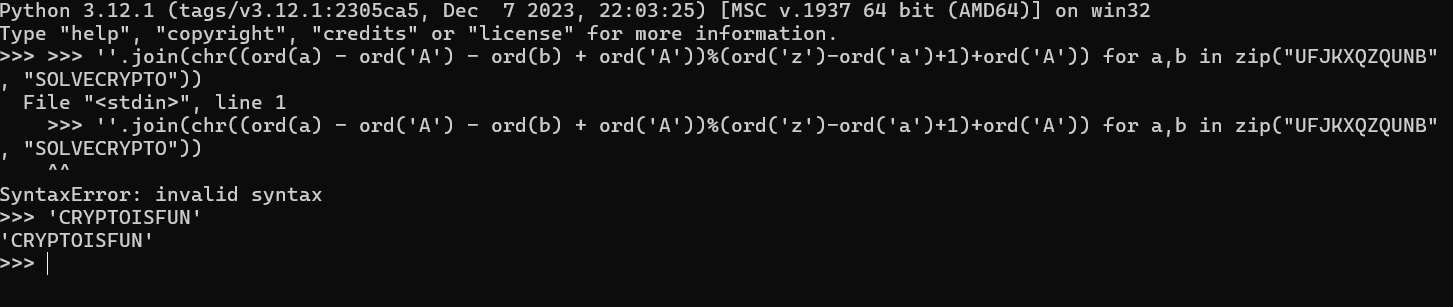 Python 3.12.1 (tags/v3.12.1:2305ca5, Dec  7 2023, 22:03:25) [MSC v.1937 64 bit (AMD64)] on win32
Type "help", "copyright", "credits" or "license" for more information.
>>> >>> ''.join(chr((ord(a) - ord('A') - ord(b) + ord('A'))%(ord('z')-ord('a')+1)+ord('A')) for a,b in zip("UFJKXQZQUNB"
, "SOLVECRYPTO"))
  File "<stdin>", line 1
    >>> ''.join(chr((ord(a) - ord('A') - ord(b) + ord('A'))%(ord('z')-ord('a')+1)+ord('A')) for a,b in zip("UFJKXQZQUNB"
, "SOLVECRYPTO"))
    ^^
SyntaxError: invalid syntax
>>> 'CRYPTOISFUN'
'CRYPTOISFUN'
>>>